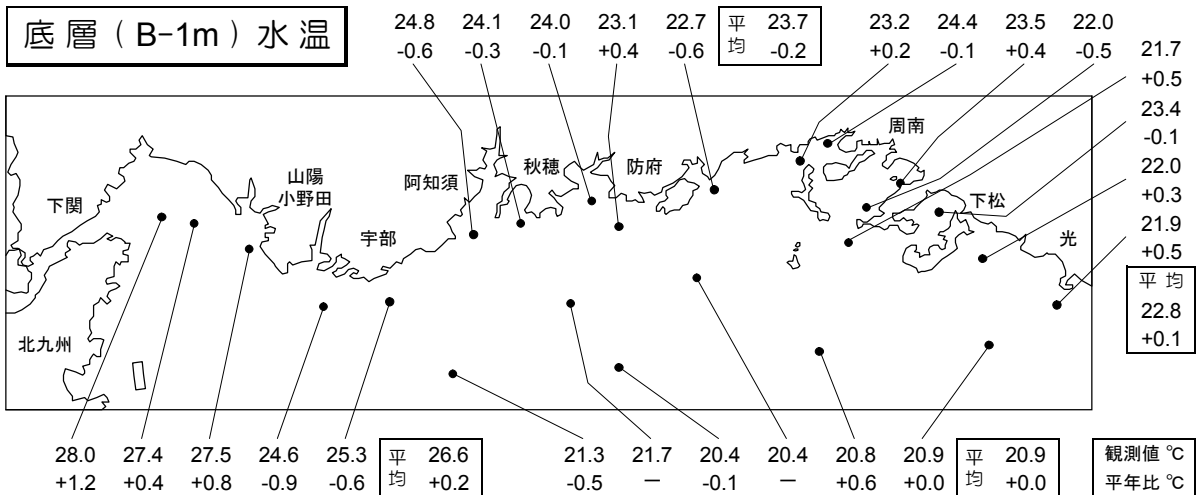 底層（B-1m）水温
24.8 24.1 24.0 23.1 22.7 平均 23.7 23.2 24.4 23.5 22.0
-0.6 -0.3 -0.1 +0.4 -0.6 -0.2 +0.2 -0.1 +0.4 -0.5
21.7
+0.5
23.4
-0.1
22.0
+0.3
21.9
+0.5
平均
22.8
+0.1
周南
秋穂
防府
山陽
小野田
阿知須
下関
下松
宇部
光
北九州
28.0 27.4 27.5 24.6 25.3 平均 26.6 21.3 21.7 20.4 20.4 20.8 20.9 平均 20.9 観測値 ℃
+1.2 +0.4 +0.8 -0.9 -0.6 +0.2 -0.5 － -0.1 － +0.6 +0.0 +0.0 平年比 ℃